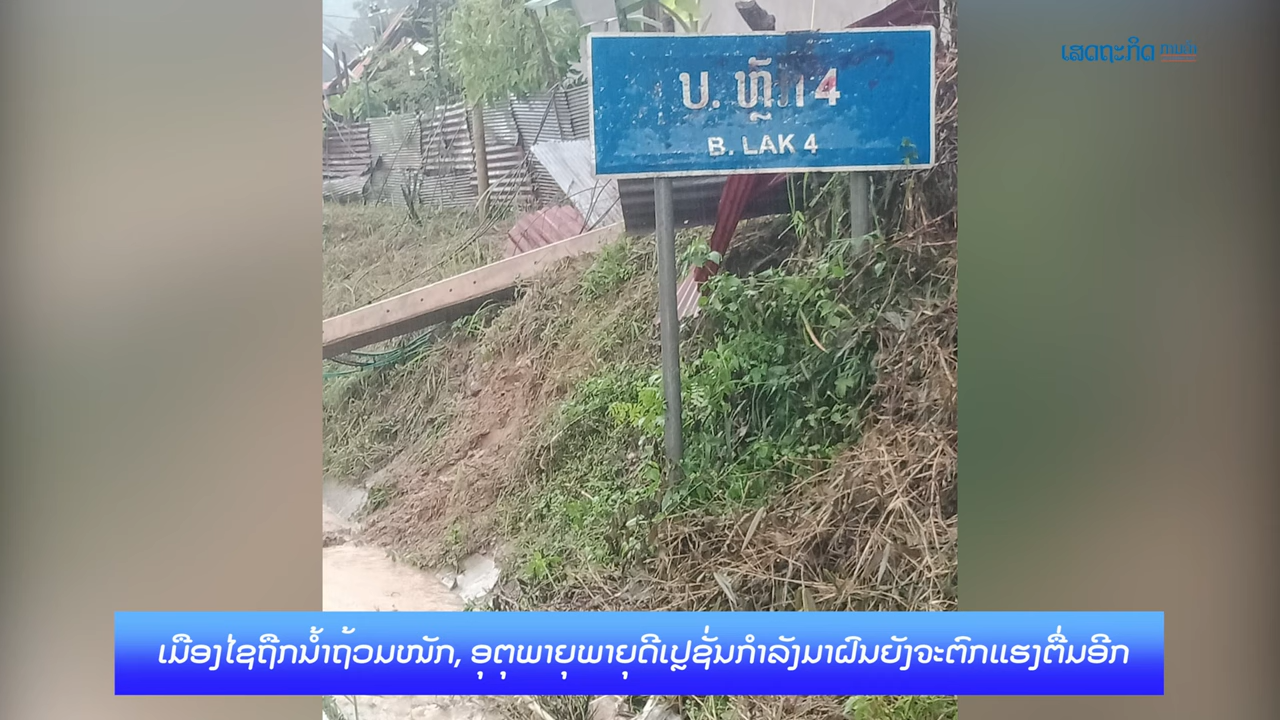 ເສດຖະກິດ
ບ. ຫຼັກ 4
B. LAK 4
ເມືອງໄຊຖືກນ້ຳຖ້ວມໜັກ, ອຸຕຸພາຍຸພາຍຸດີເປຼຊັ່ນກຳລັງມາຝົນຍັງຈະຕົກແຮງຕື່ມອີກ